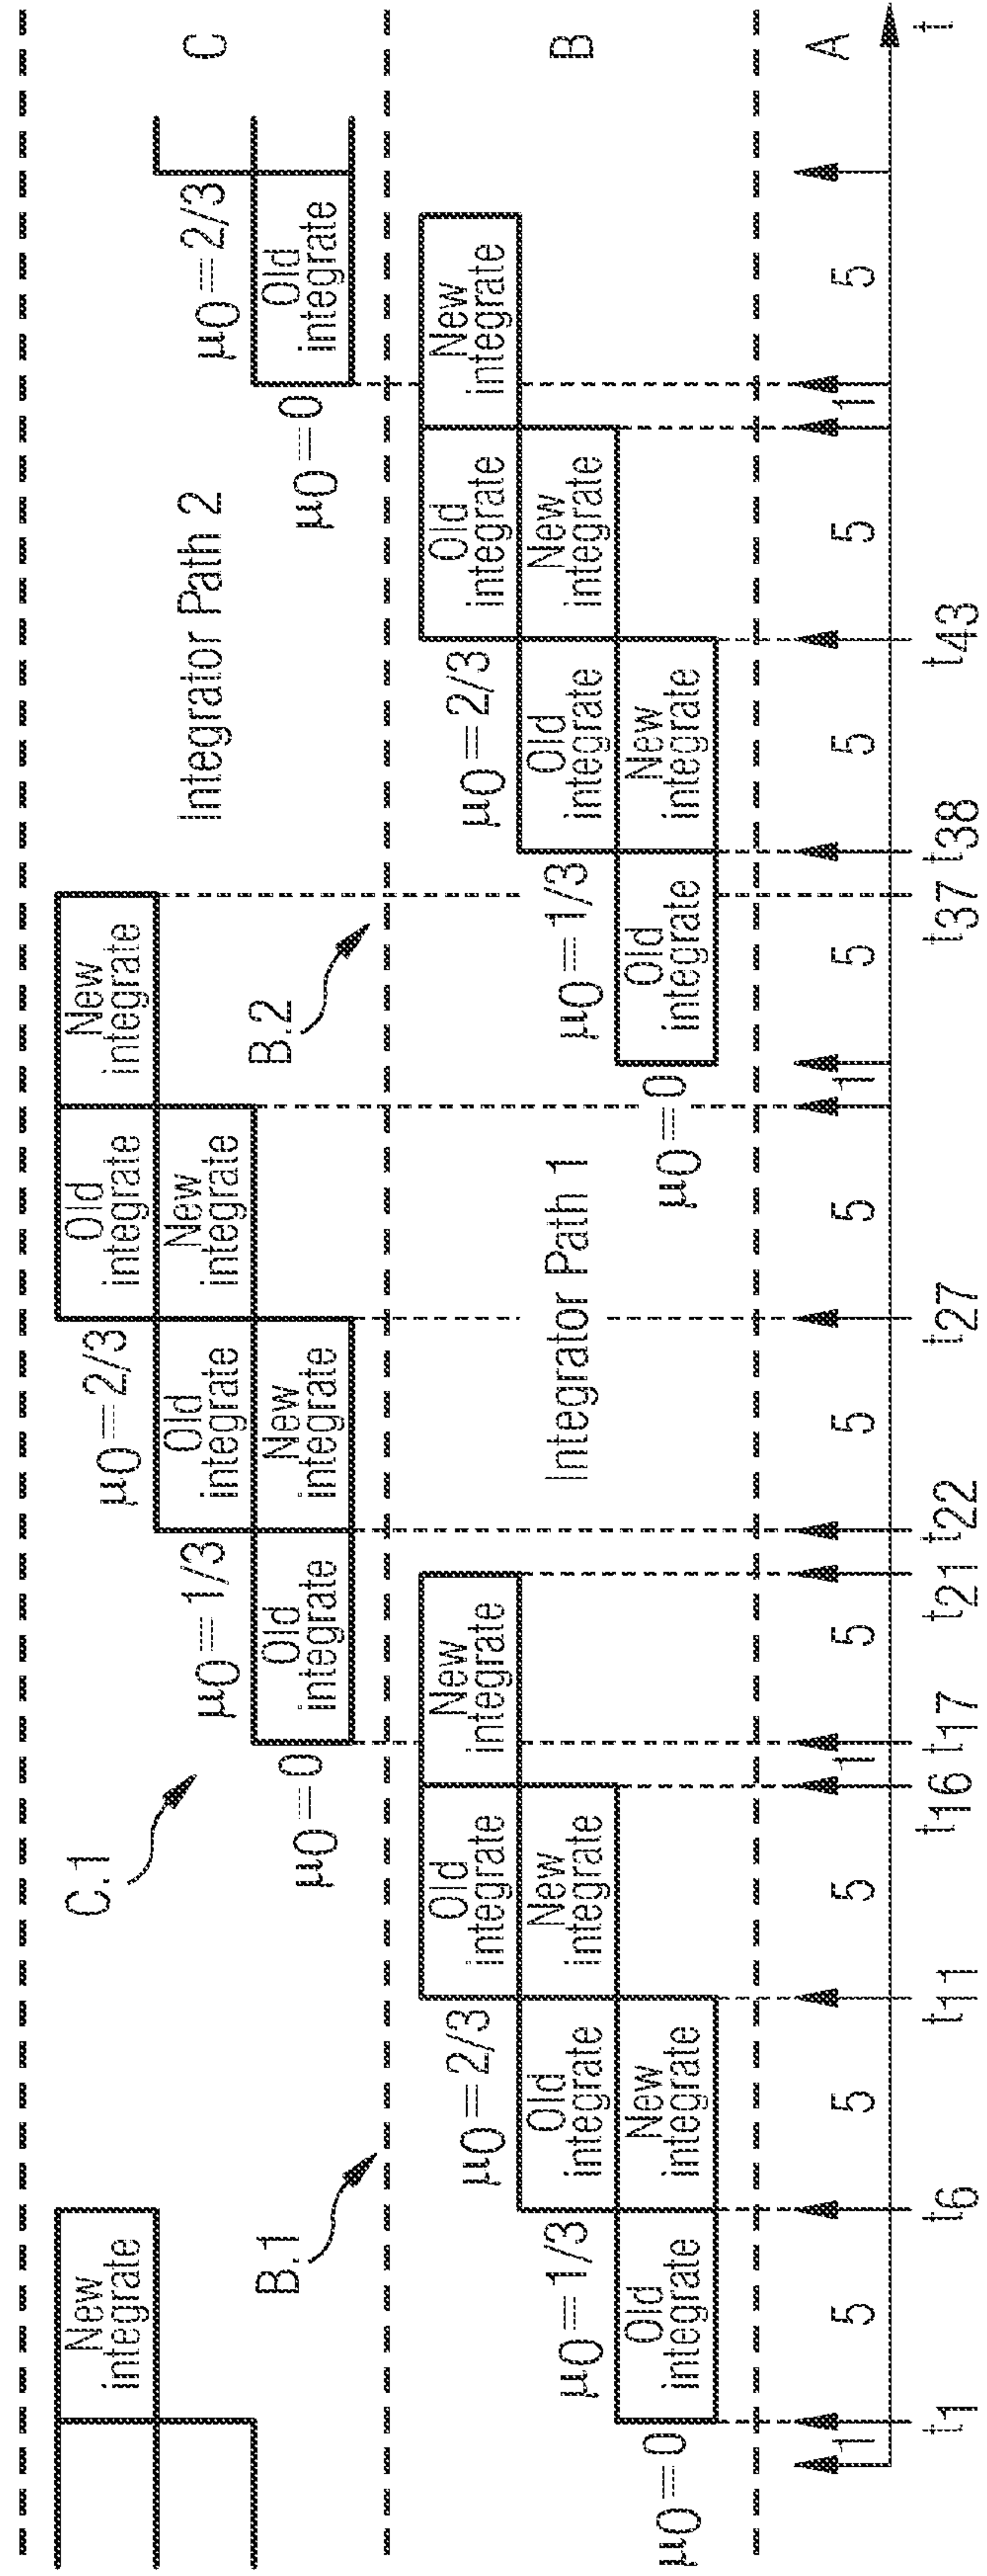 C
New
integrate
C.1
μ0=0
Old
integrate
μ0=1/3
Old
integrate
New
integrate
μ0=2/3
Old
integrate
New
integrate
New
integrate
Integrator Path 2
μ0=0
Old
integrate
μ0=2/3
B
B.1
μ0=0
Old
integrate
μ0=1/3
Old
integrate
New
integrate
μ0=2/3
Old
integrate
New
integrate
New
integrate
Integrator Path 1
B.2
μ0=0
Old
integrate
μ0=1/3
Old
integrate
New
integrate
μ0=2/3
Old
integrate
New
integrate
New
integrate
A
1 5 5 5 1 5 5 5 1 5 5 5 1 5
t1 t6 t11 t16 t17 t21 t22 t27 t37 t38 t43 t